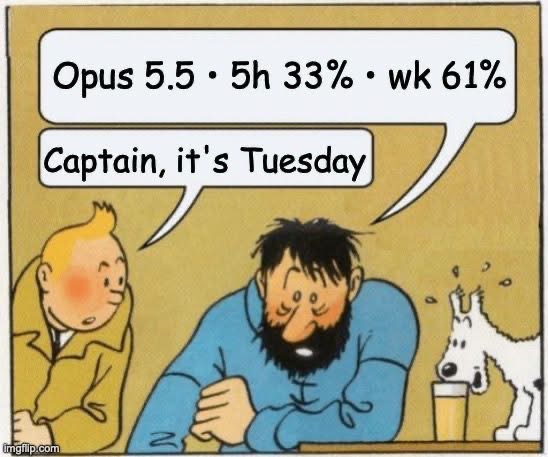 Opus 5.5 • 5h 33% • wk 61%
Captain, it's Tuesday
imgflip.com